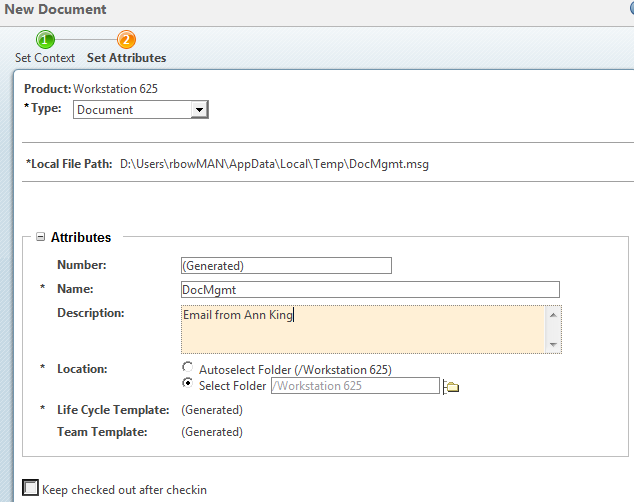 New Document
1 2
Set Context Set Attributes
Product: Workstation 625
*Type: Document
*Local File Path: D:\Users\rbowMAN\AppData\Local\Temp\DocMgmt.msg
Attributes
Number: (Generated)
* Name: DocMgmt
Description: Email from Ann King
* Location: Autoselect Folder (/Workstation 625)
Select Folder /Workstation 625
* Life Cycle Template: (Generated)
Team Template: (Generated)
Keep checked out after checkin